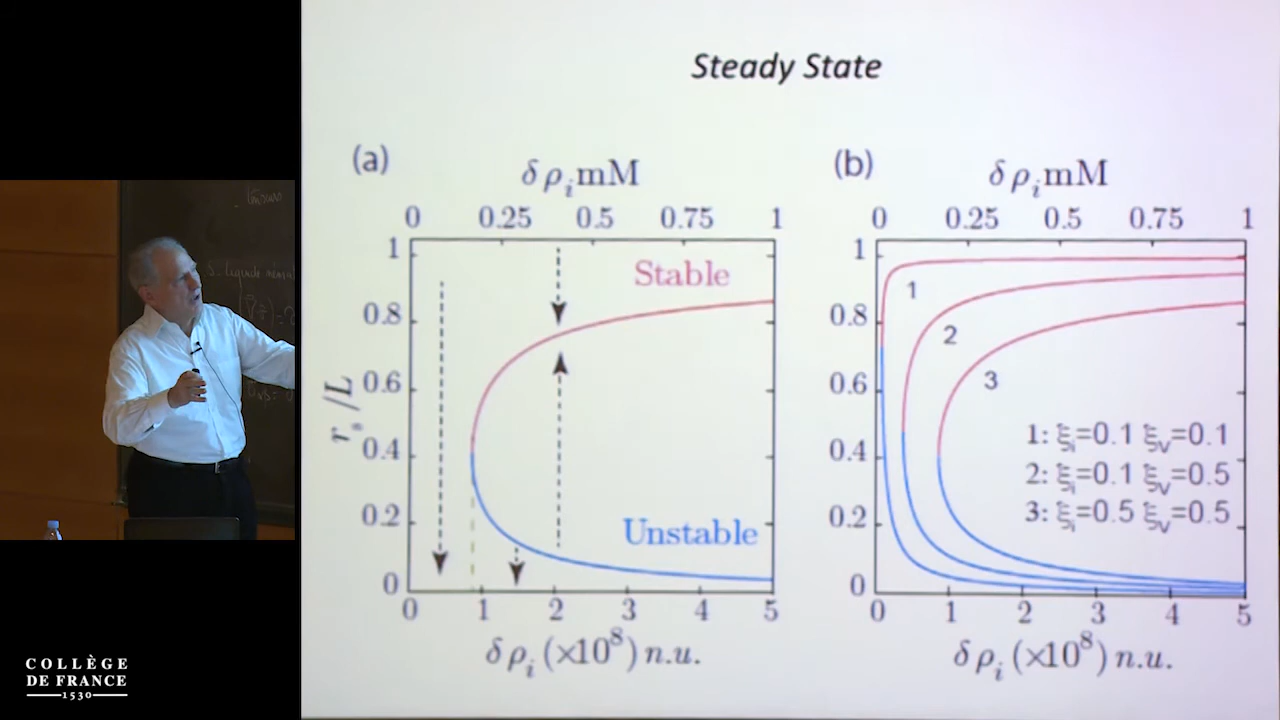 Steady State
(a)
δ ρᵢ mM
0 0.25 0.5 0.75 1
1
0.8
0.6
0.4
0.2
0
rₛ/L
Stable
Unstable
0 1 2 3 4 5
δ ρᵢ (×10⁸) n.u.
(b)
δ ρᵢ mM
0 0.25 0.5 0.75 1
1
0.8
0.6
0.4
0.2
0
1
2
3
1: ξᵢ=0.1 ξᵥ=0.1
2: ξᵢ=0.1 ξᵥ=0.5
3: ξᵢ=0.5 ξᵥ=0.5
0 1 2 3 4 5
δ ρᵢ (×10⁸) n.u.
COLLÈGE
DE FRANCE
1530